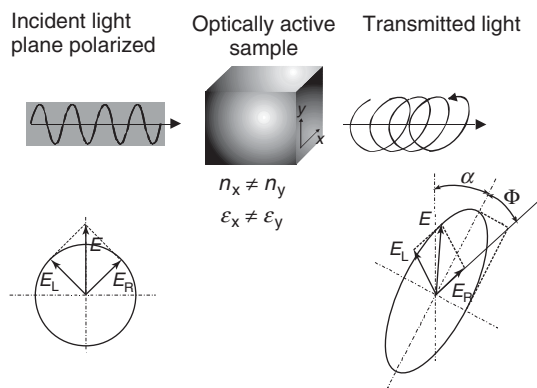 Incident light
plane polarized
Optically active
sample
Transmitted light
y
x
n_x ≠ n_y
ε_x ≠ ε_y
E
E_L
E_R
α
Φ
E
E_L
E_R